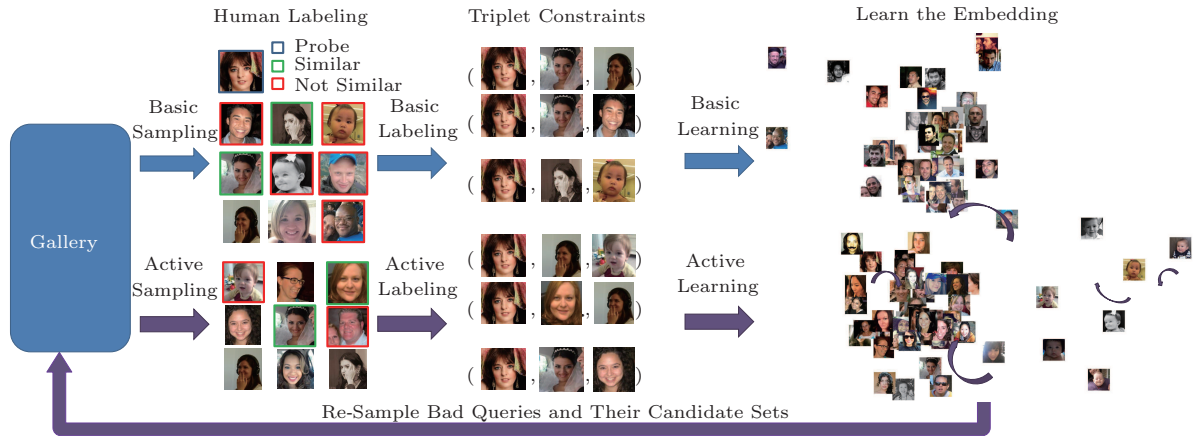 Human Labeling
Triplet Constraints
Learn the Embedding
Probe
Similar
Not Similar
Basic
Sampling
Basic
Labeling
Basic
Learning
( , , )
( , , )
( , , )
Gallery
Active
Sampling
Active
Labeling
Active
Learning
( , , )
( , , )
( , , )
Re-Sample Bad Queries and Their Candidate Sets